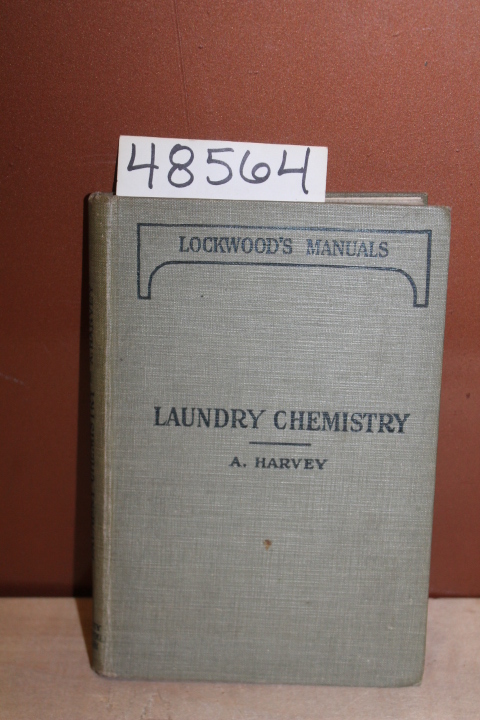 48564
LOCKWOOD'S MANUALS
LAUNDRY CHEMISTRY
A. HARVEY